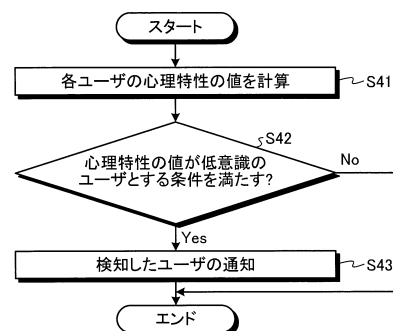 スタート
各ユーザの心理特性の値を計算
S41
S42
心理特性の値が低意識の
ユーザとする条件を満たす?
No
Yes
検知したユーザの通知
S43
エンド